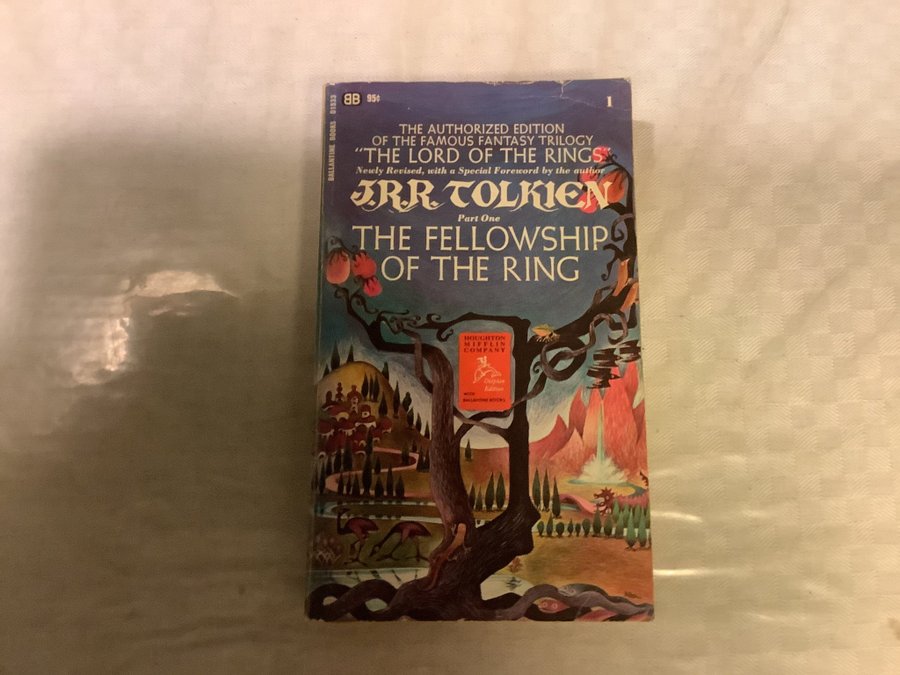 BALLANTINE BOOKS
BB 95¢
1
THE AUTHORIZED EDITION
OF THE FAMOUS FANTASY TRILOGY
"THE LORD OF THE RINGS"
Newly Revised, with a Special Foreword by the author
J.R.R. TOLKIEN
Part One
THE FELLOWSHIP
OF THE RING
HOUGHTON
MIFFLIN
COMPANY
Edition
BALLANTINE BOOKS